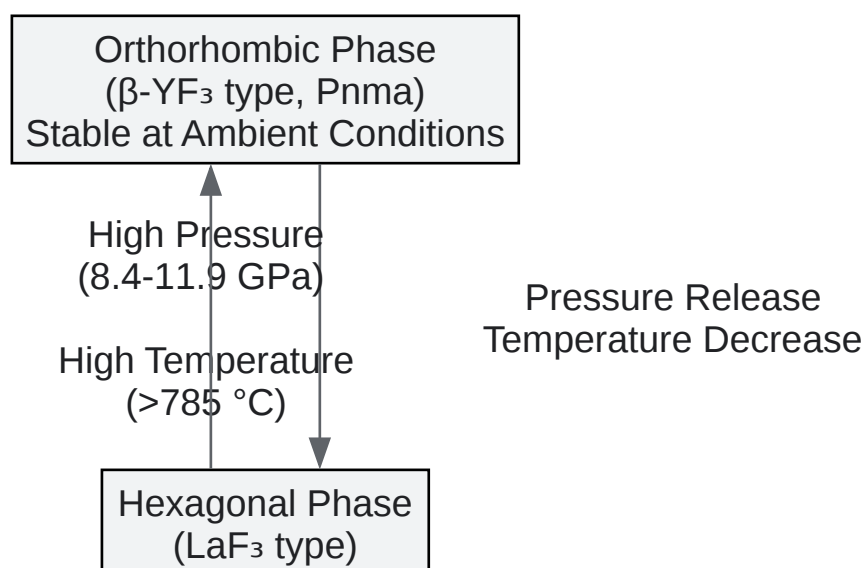 Orthorhombic Phase
(β-YF₃ type, Pnma)
Stable at Ambient Conditions
High Pressure
(8.4-11.9 GPa)
High Temperature
(>785 °C)
Pressure Release
Temperature Decrease
Hexagonal Phase
(LaF₃ type)